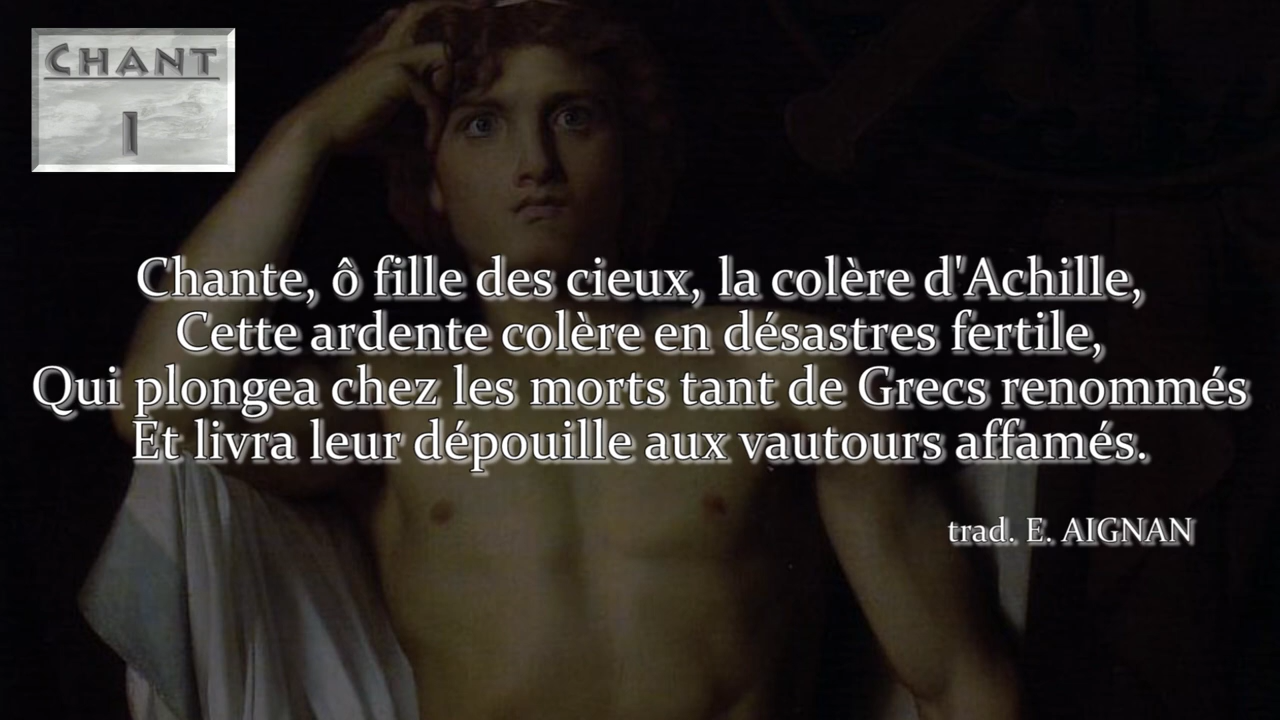 CHANT
I
Chante, ô fille des cieux, la colère d'Achille,
Cette ardente colère en désastres fertile,
Qui plongea chez les morts tant de Grecs renommés
Et livra leur dépouille aux vautours affamés.
trad. E. AIGNAN